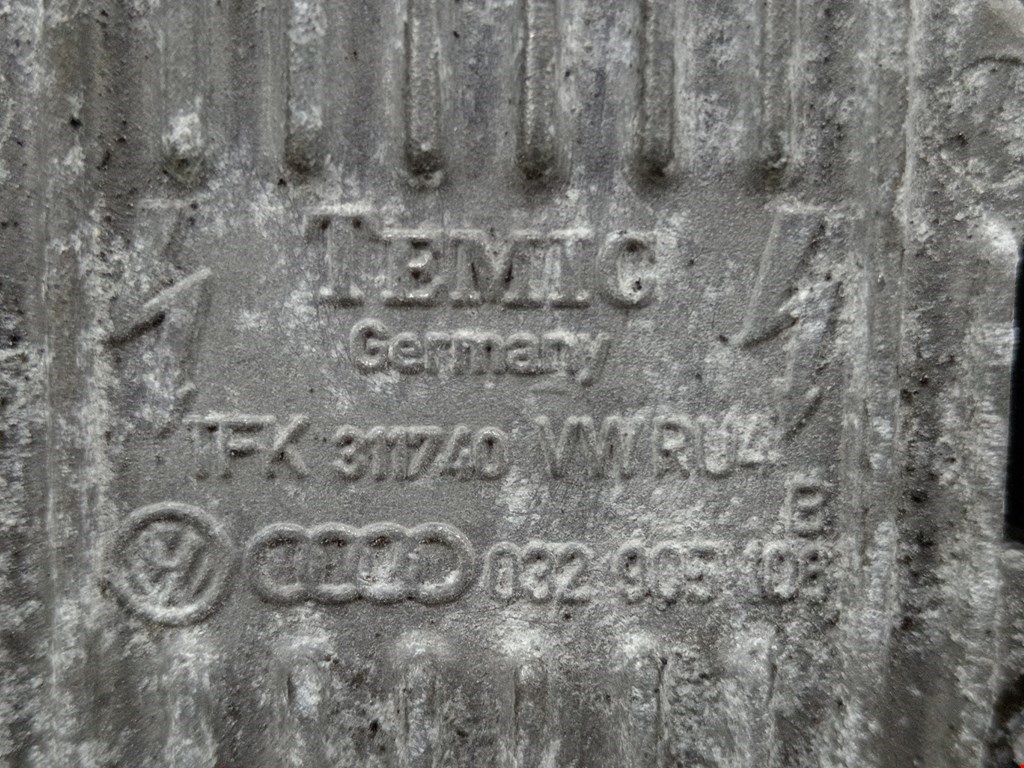 TEMIC
Germany
TFK 311740 VW RU4
B
032 905 106